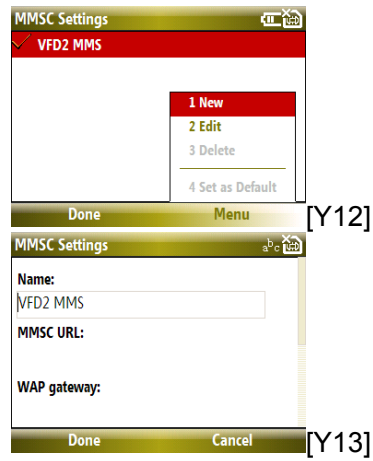 MMSC Settings
VFD2 MMS
1 New
2 Edit
3 Delete
4 Set as Default
Done Menu
[Y12]
MMSC Settings abc
Name:
VFD2 MMS
MMSC URL:
WAP gateway:
Done Cancel
[Y13]